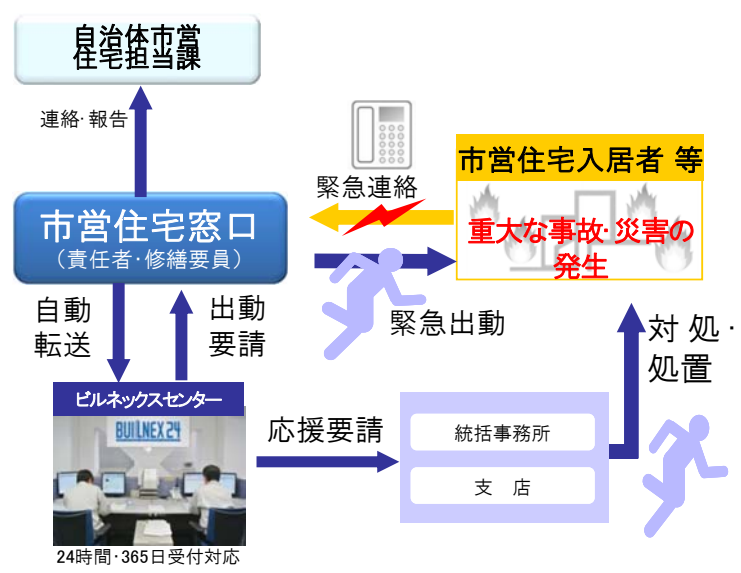 自治体市営
住宅担当課
連絡・報告
緊急連絡
市営住宅入居者 等
重大な事故・災害の
発生
市営住宅窓口
（責任者・修繕要員）
緊急出動
自動
転送
出動
要請
対 処・
処置
ビルネックスセンター
BUILNEX24
応援要請
統括事務所
支　店
24時間・365日受付対応